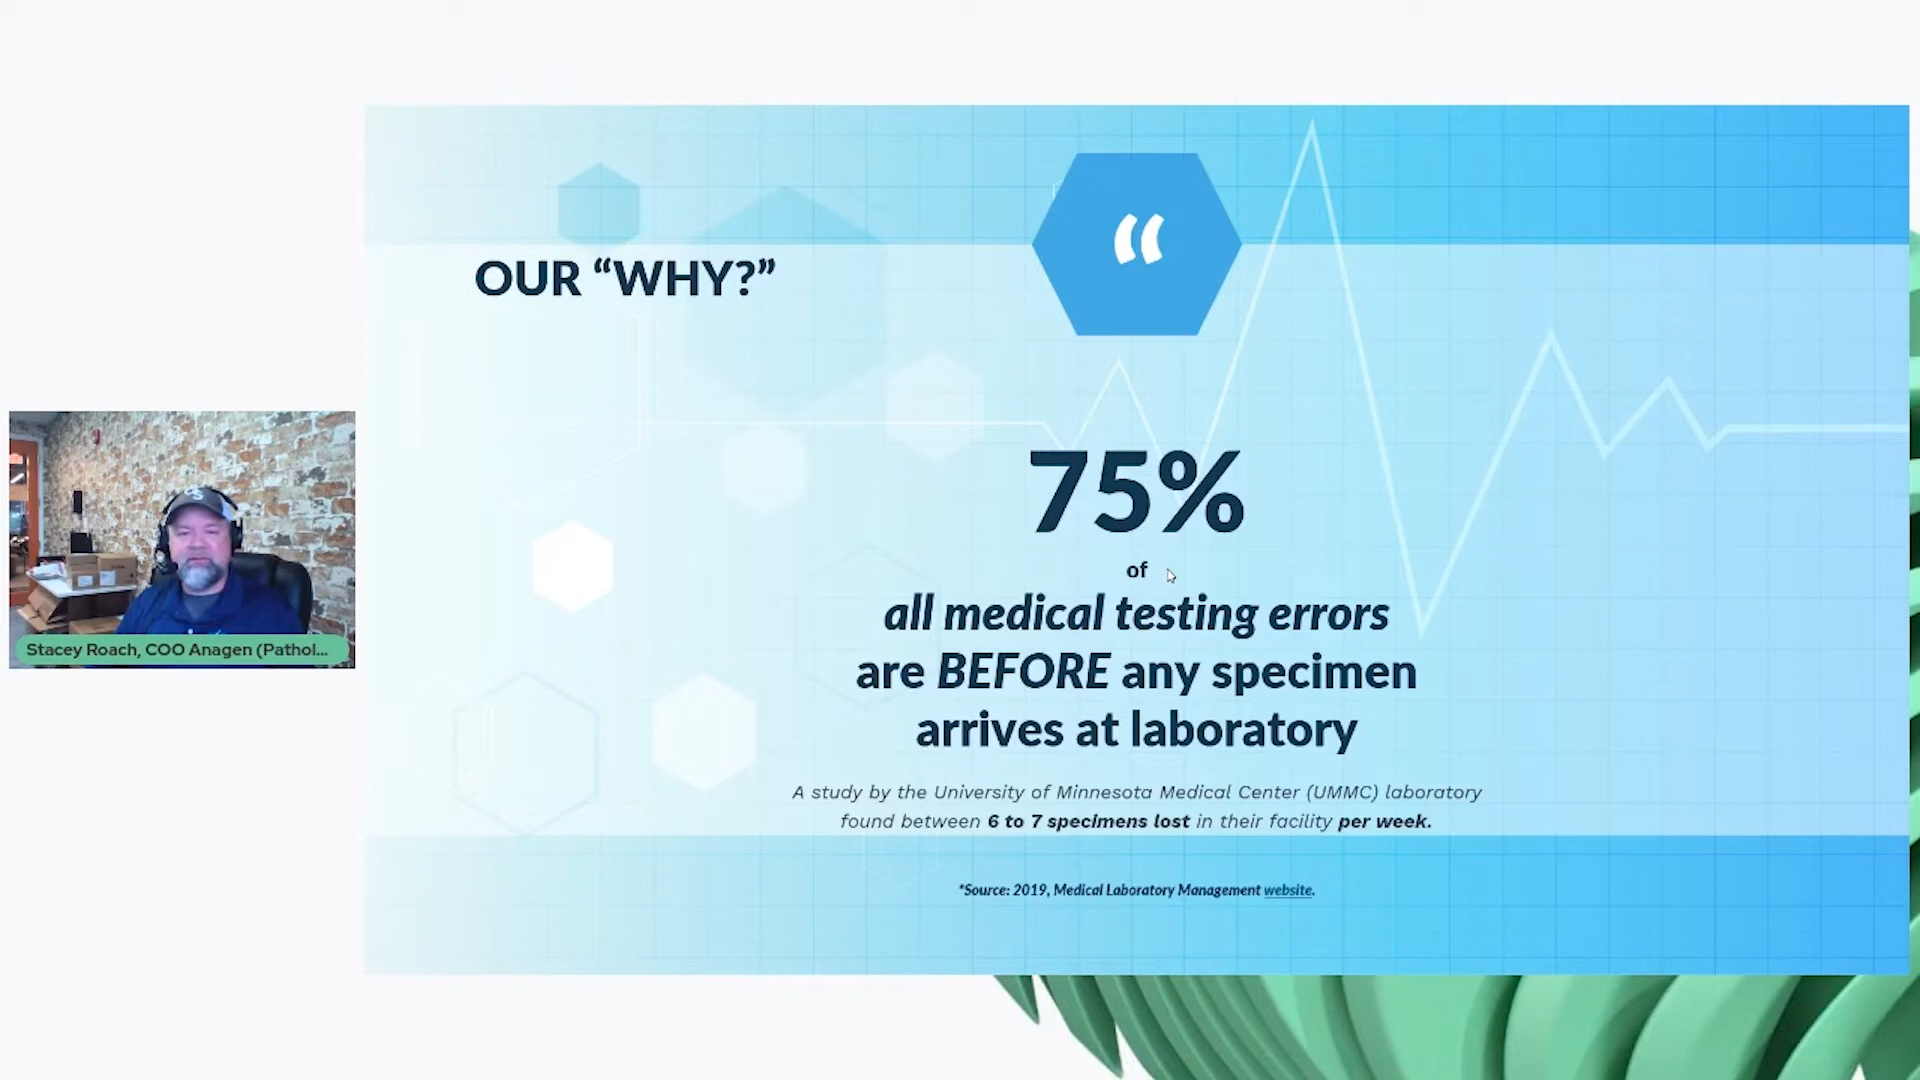 OUR “WHY?”
“
75%
of
all medical testing errors
are BEFORE any specimen
arrives at laboratory
A study by the University of Minnesota Medical Center (UMMC) laboratory
found between 6 to 7 specimens lost in their facility per week.
*Source: 2019, Medical Laboratory Management website.
Stacey Roach, COO Anagen (Pathol...